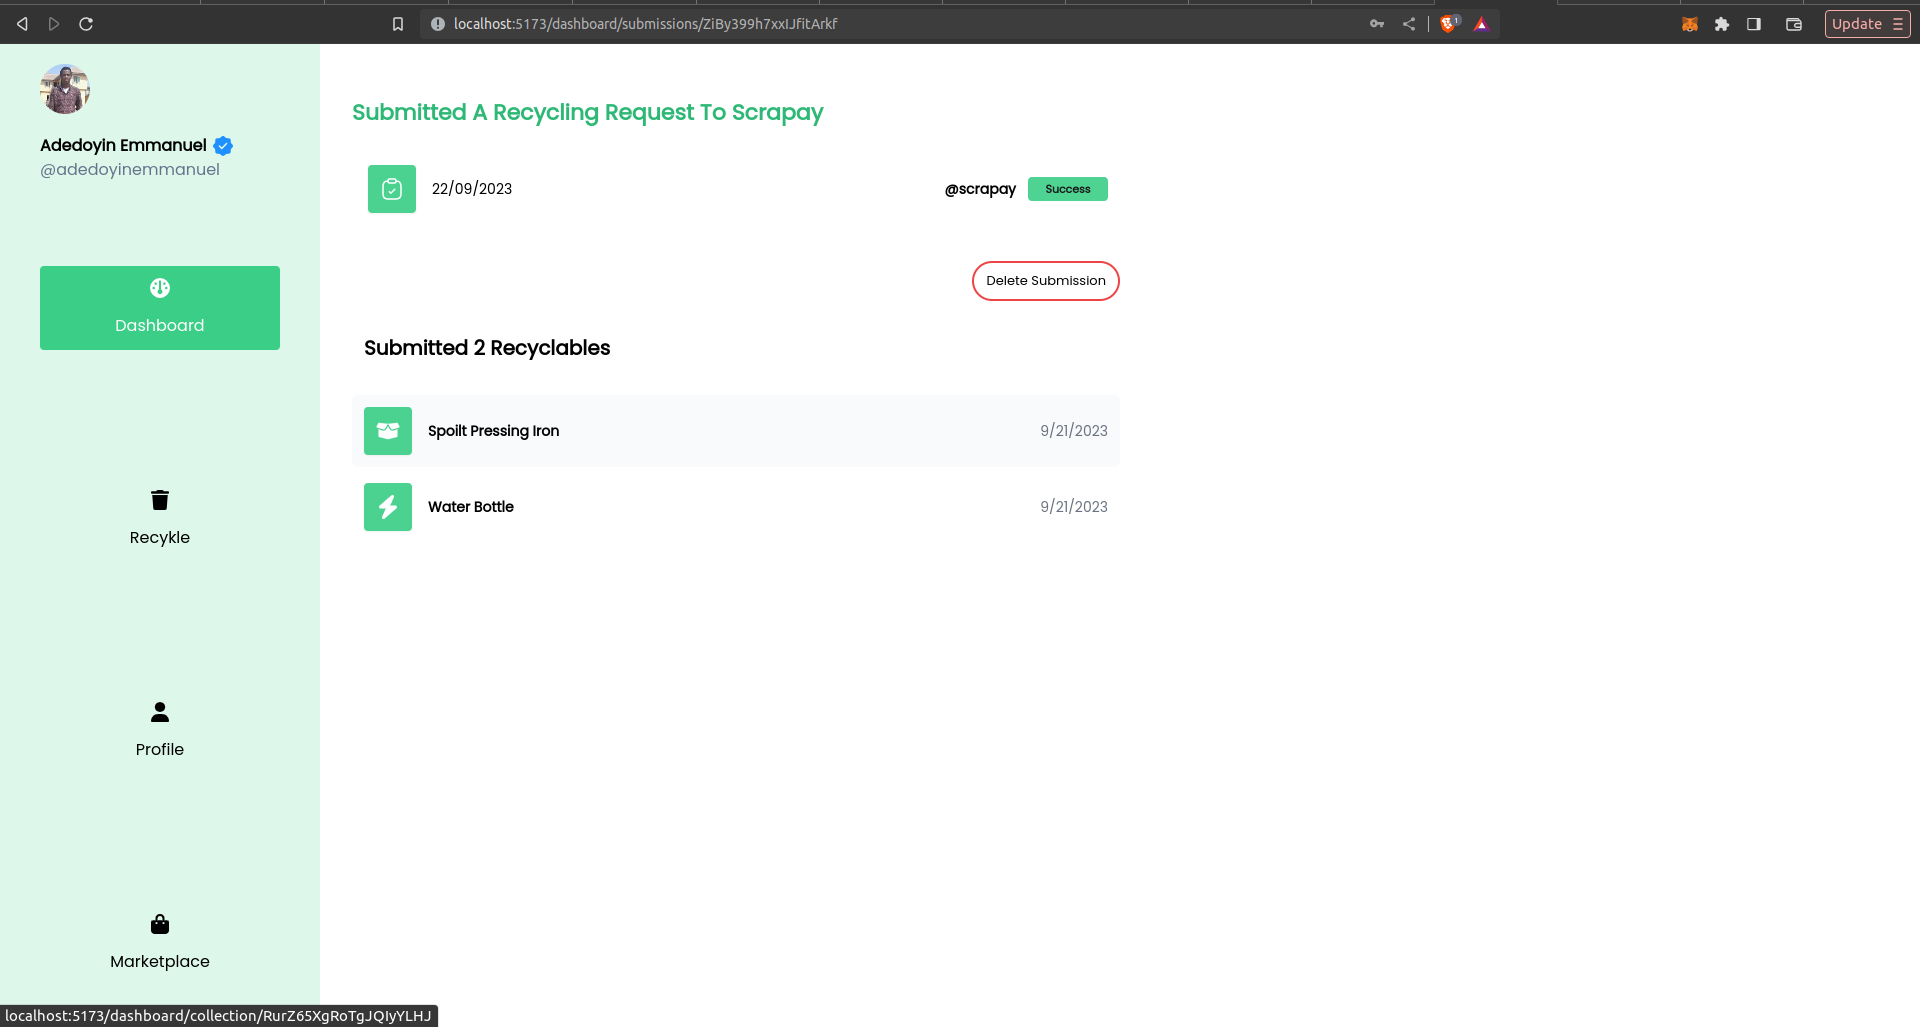 localhost:5173/dashboard/submissions/ZiBy399h7xxIJfitArkf
1
Update
Adedoyin Emmanuel
@adedoyinemmanuel
Dashboard
Recykle
Profile
Marketplace
Submitted A Recycling Request To Scrapay
22/09/2023
@scrapay
Success
Delete Submission
Submitted 2 Recyclables
Spoilt Pressing Iron
9/21/2023
Water Bottle
9/21/2023
localhost:5173/dashboard/collection/RurZ65XgRoTgJQIyYLHJ